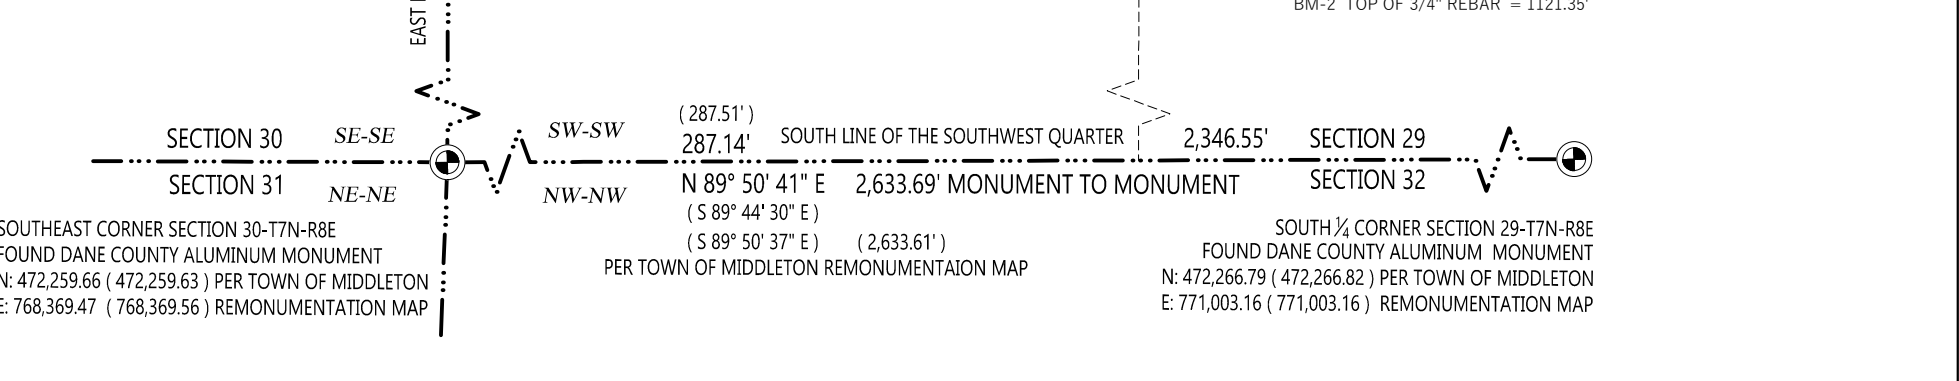 BM-2 TOP OF 3/4" REBAR = 1121.35'
EAST
( 287.51' )
SECTION 30 SE-SE SW-SW 287.14' SOUTH LINE OF THE SOUTHWEST QUARTER 2,346.55' SECTION 29
SECTION 31 NE-NE NW-NW N 89° 50' 41" E 2,633.69' MONUMENT TO MONUMENT SECTION 32
( S 89° 44' 30" E )
( S 89° 50' 37" E ) ( 2,633.61' )
PER TOWN OF MIDDLETON REMONUMENTAION MAP
SOUTHEAST CORNER SECTION 30-T7N-R8E
FOUND DANE COUNTY ALUMINUM MONUMENT
N: 472,259.66 ( 472,259.63 ) PER TOWN OF MIDDLETON
E: 768,369.47 ( 768,369.56 ) REMONUMENTATION MAP
SOUTH 1/4 CORNER SECTION 29-T7N-R8E
FOUND DANE COUNTY ALUMINUM MONUMENT
N: 472,266.79 ( 472,266.82 ) PER TOWN OF MIDDLETON
E: 771,003.16 ( 771,003.16 ) REMONUMENTATION MAP